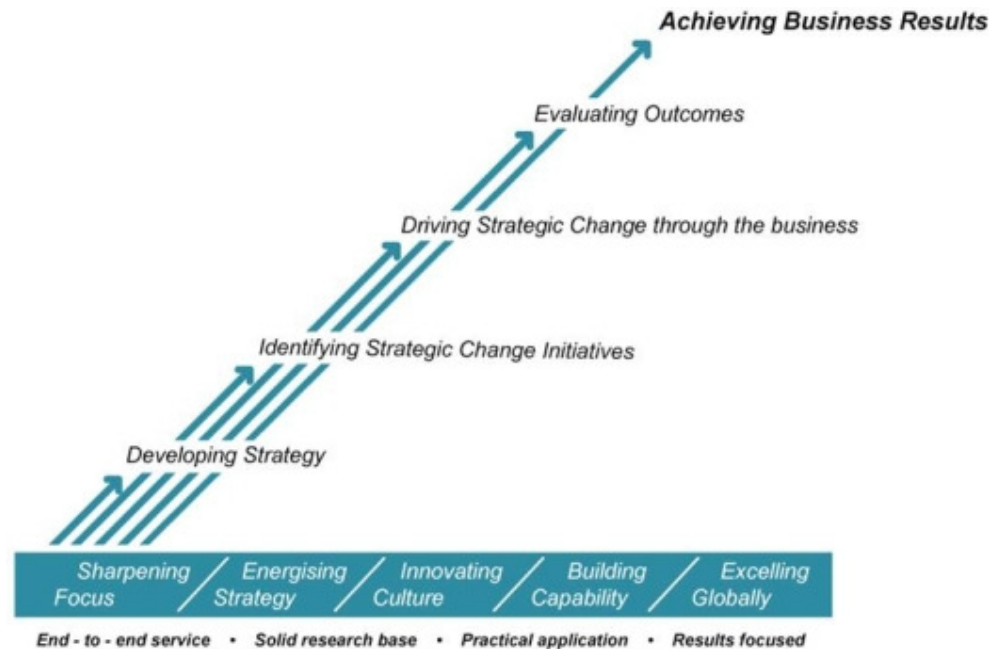 Achieving Business Results
Evaluating Outcomes
Driving Strategic Change through the business
Identifying Strategic Change Initiatives
Developing Strategy
Sharpening Focus
Energising Strategy
Innovating Culture
Building Capability
Excelling Globally
End - to - end service • Solid research base • Practical application • Results focused